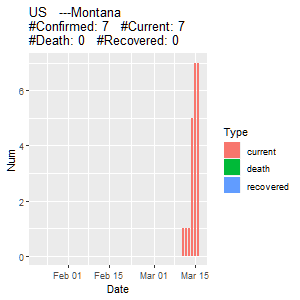 US   ---Montana
#Confirmed: 7   #Current: 7
#Death: 0   #Recovered: 0
Num
6
4
2
0
Feb 01   Feb 15   Mar 01   Mar 15
Date
Type
current
death
recovered